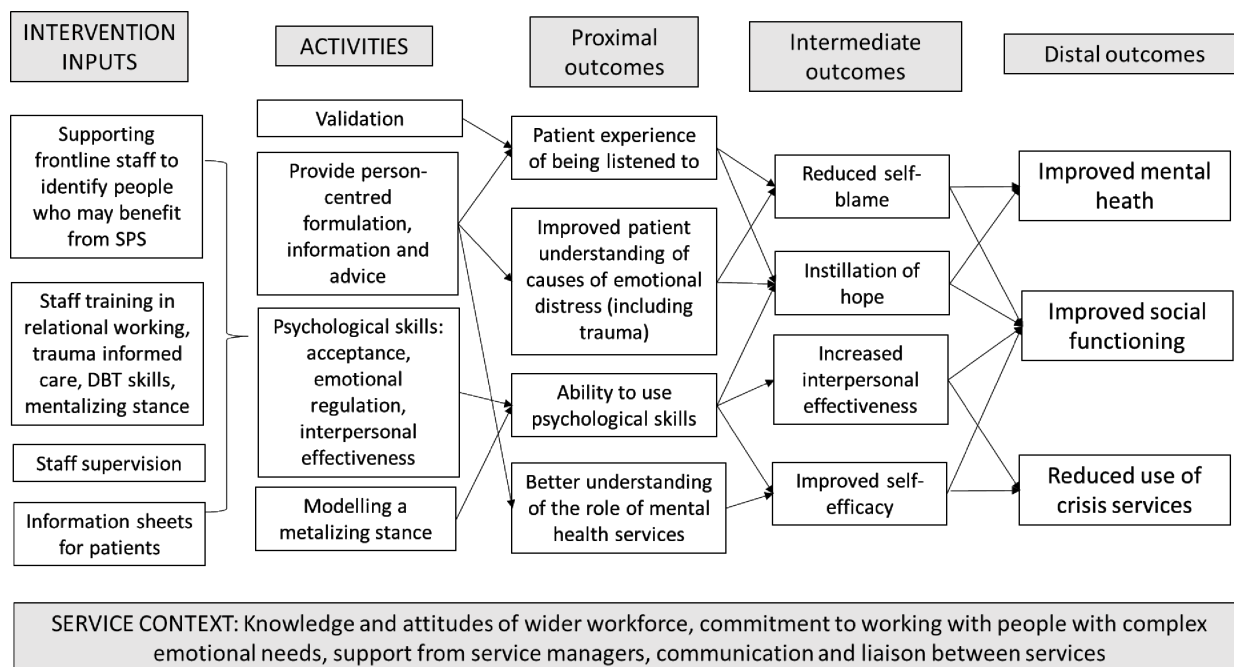 INTERVENTION
INPUTS
Supporting
frontline staff to
identify people
who may benefit
from SPS
Staff training in
relational working,
trauma informed
care, DBT skills,
mentalizing stance
Staff supervision
Information sheets
for patients
ACTIVITIES
Validation
Provide person-
centred
formulation,
information and
advice
Psychological skills:
acceptance,
emotional
regulation,
interpersonal
effectiveness
Modelling a
metalizing stance
Proximal
outcomes
Patient experience
of being listened to
Improved patient
understanding of
causes of emotional
distress (including
trauma)
Ability to use
psychological skills
Better understanding
of the role of mental
health services
Intermediate
outcomes
Reduced self-
blame
Instillation of
hope
Increased
interpersonal
effectiveness
Improved self-
efficacy
Distal outcomes
Improved mental
heath
Improved social
functioning
Reduced use of
crisis services
SERVICE CONTEXT: Knowledge and attitudes of wider workforce, commitment to working with people with complex
emotional needs, support from service managers, communication and liaison between services